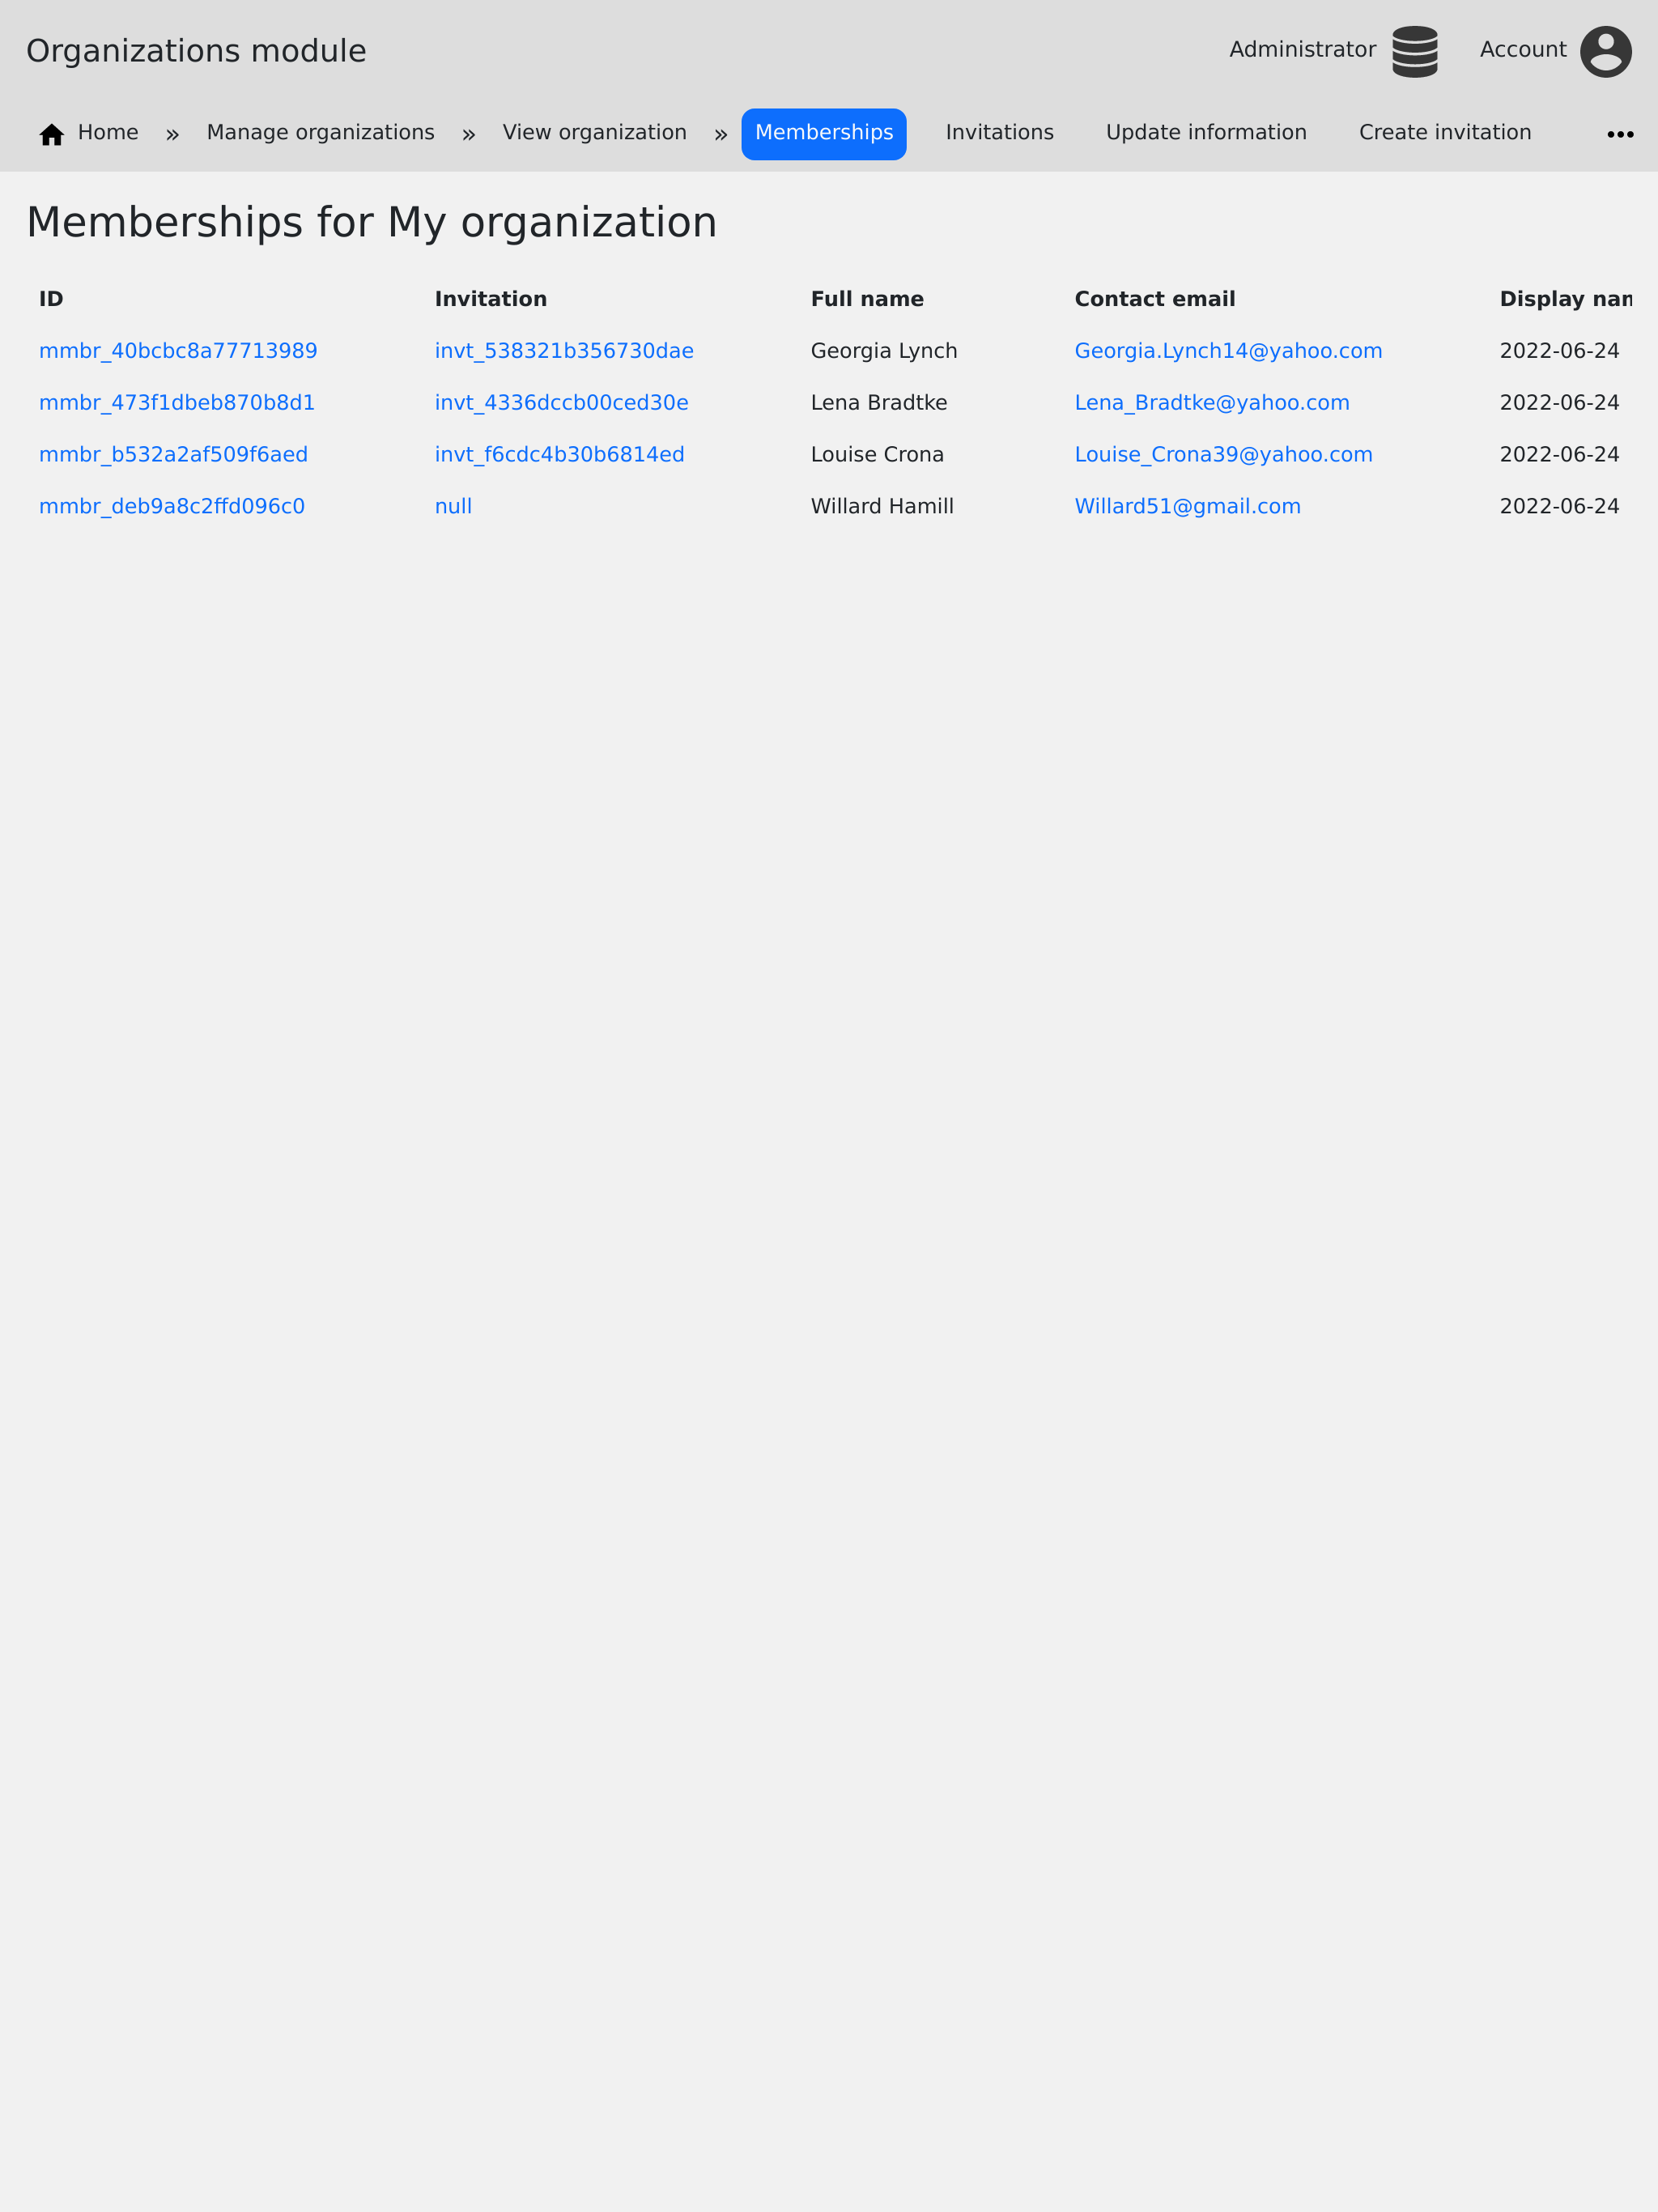 Organizations module Administrator Account
Home » Manage organizations » View organization » Memberships Invitations Update information Create invitation •••
Memberships for My organization
ID Invitation Full name Contact email Display nam
mmbr_40bcbc8a77713989 invt_538321b356730dae Georgia Lynch Georgia.Lynch14@yahoo.com 2022-06-24
mmbr_473f1dbeb870b8d1 invt_4336dccb00ced30e Lena Bradtke Lena_Bradtke@yahoo.com 2022-06-24
mmbr_b532a2af509f6aed invt_f6cdc4b30b6814ed Louise Crona Louise_Crona39@yahoo.com 2022-06-24
mmbr_deb9a8c2ffd096c0 null Willard Hamill Willard51@gmail.com 2022-06-24